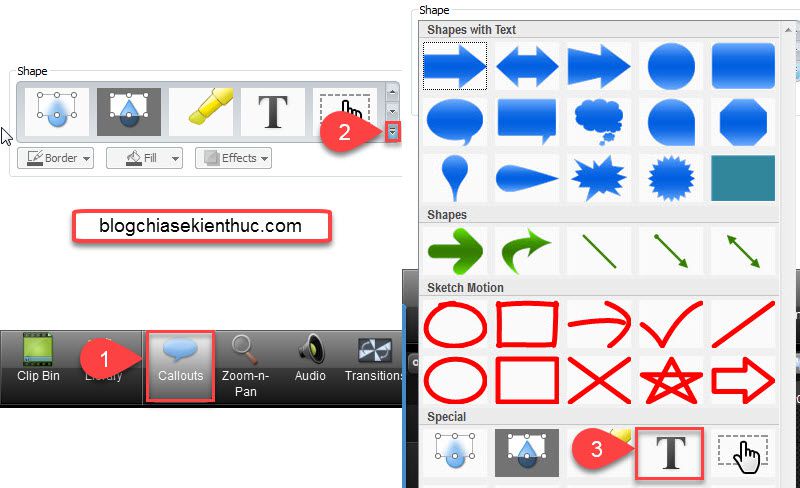 Shape
T
2
Border
Fill
Effects
blogchiasekienthuc.com
1
Clip Bin
Library
Callouts
Zoom-n-
Pan
Audio
Transitions
Shape
Shapes with Text
Shapes
Sketch Motion
Special
3
T